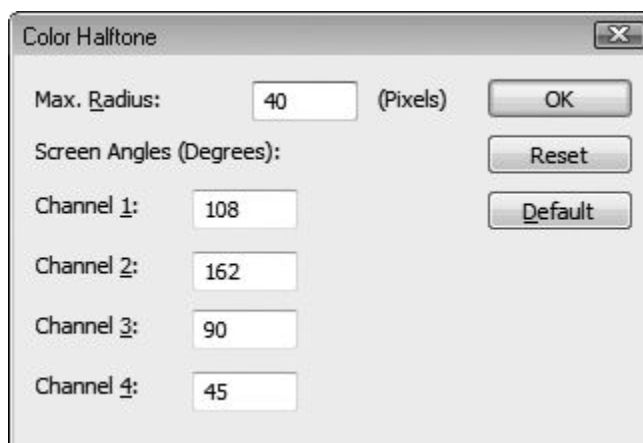 Color Halftone
Max. Radius: 40 (Pixels) OK
Screen Angles (Degrees): Reset
Channel 1: 108 Default
Channel 2: 162
Channel 3: 90
Channel 4: 45